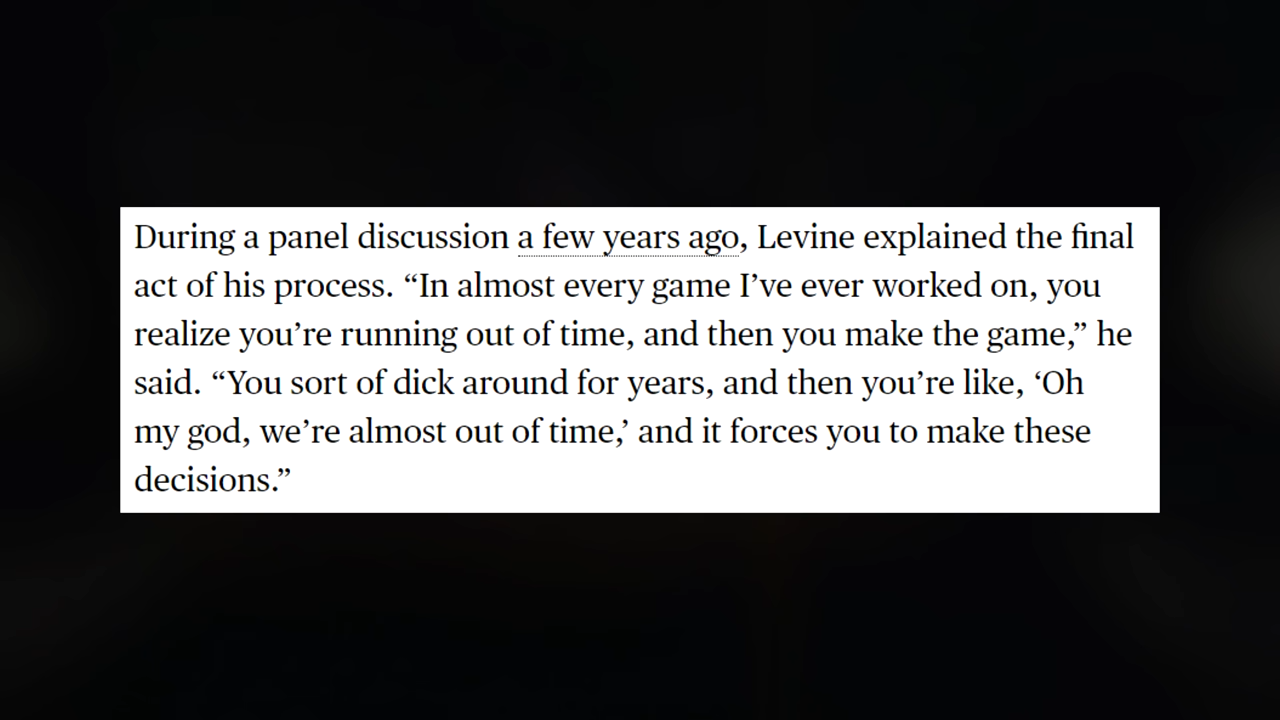 During a panel discussion a few years ago, Levine explained the final
act of his process. “In almost every game I’ve ever worked on, you
realize you’re running out of time, and then you make the game,” he
said. “You sort of dick around for years, and then you’re like, ‘Oh
my god, we’re almost out of time,’ and it forces you to make these
decisions.”